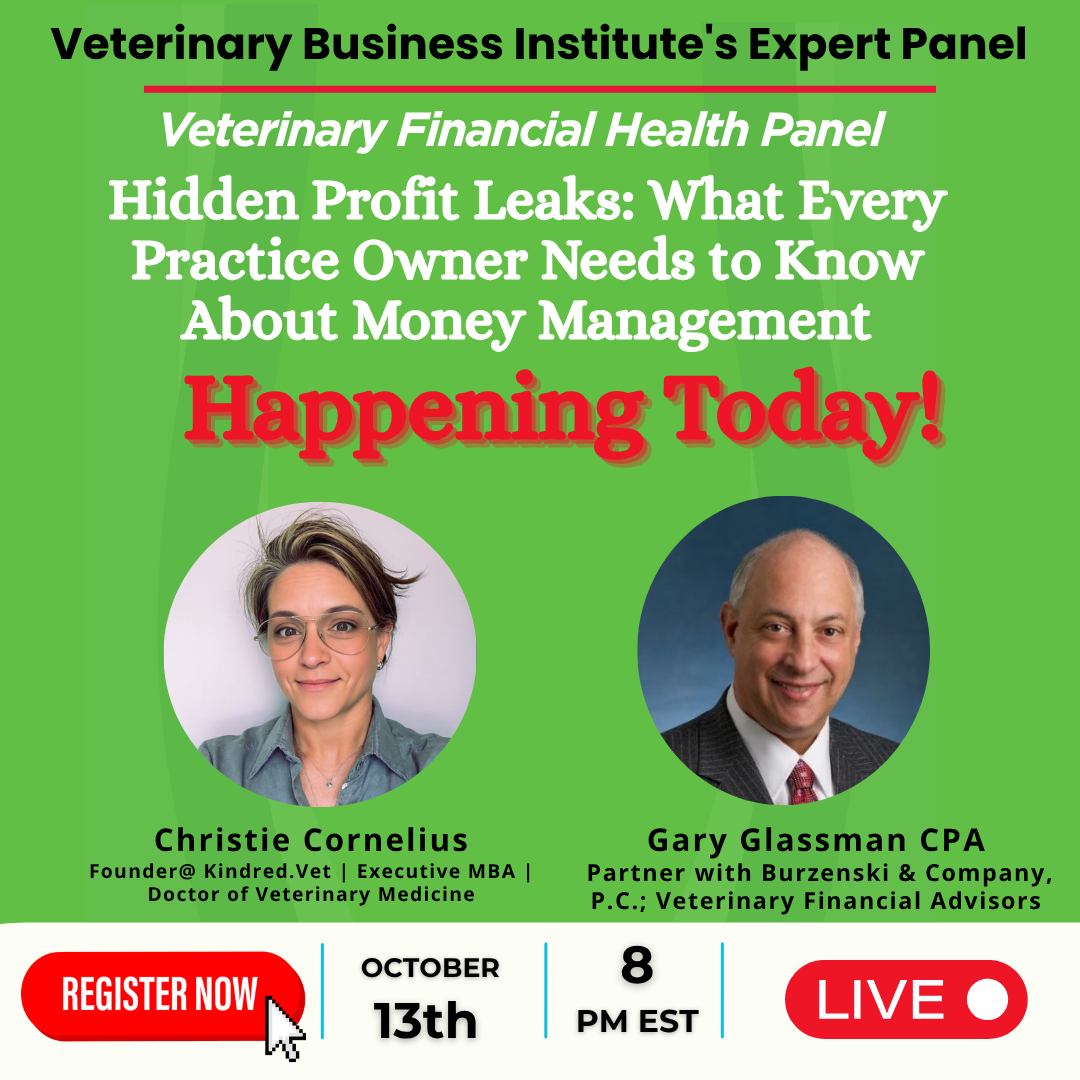 Veterinary Business Institute's Expert Panel
Veterinary Financial Health Panel
Hidden Profit Leaks: What Every
Practice Owner Needs to Know
About Money Management
Happening Today!
Christie Cornelius
Founder@ Kindred.Vet | Executive MBA |
Doctor of Veterinary Medicine
Gary Glassman CPA
Partner with Burzenski & Company,
P.C.; Veterinary Financial Advisors
REGISTER NOW
OCTOBER
13th
8
PM EST
LIVE